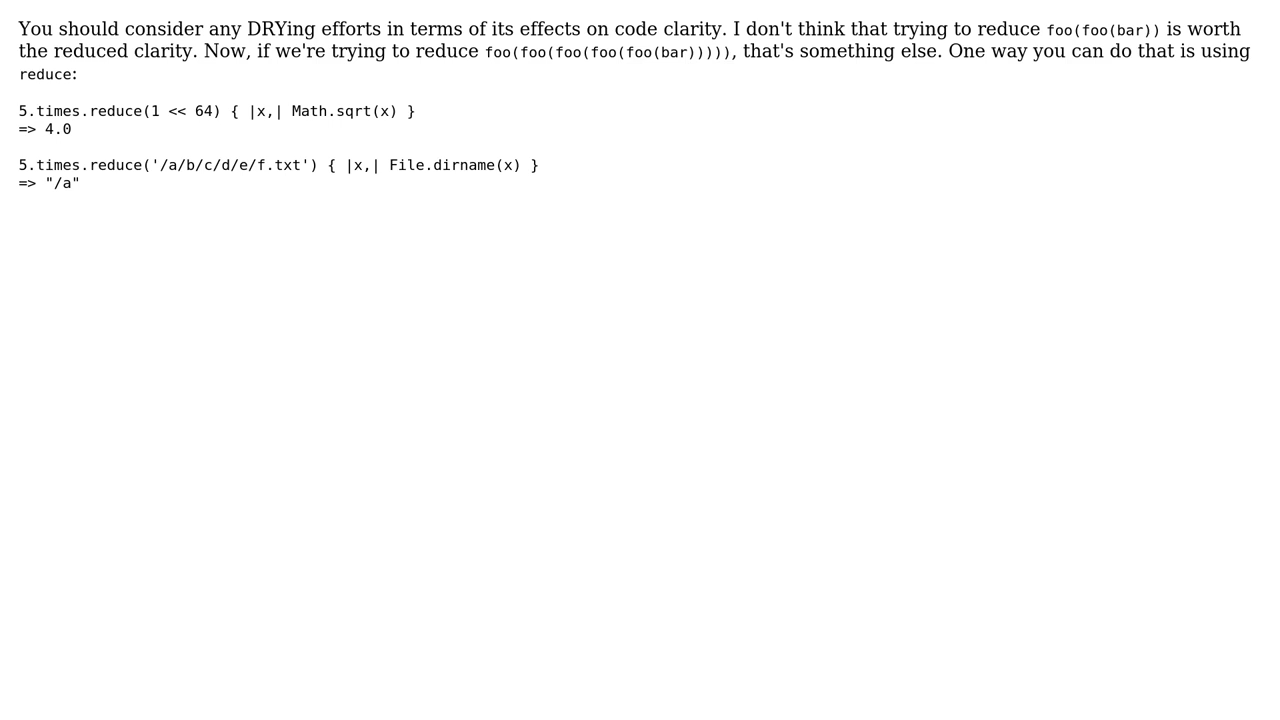 You should consider any DRYing efforts in terms of its effects on code clarity. I don't think that trying to reduce foo(foo(bar)) is worth
the reduced clarity. Now, if we're trying to reduce foo(foo(foo(foo(foo(bar))))), that's something else. One way you can do that is using
reduce:
5.times.reduce(1 << 64) { |x,| Math.sqrt(x) }
=> 4.0
5.times.reduce('/a/b/c/d/e/f.txt') { |x,| File.dirname(x) }
=> "/a"